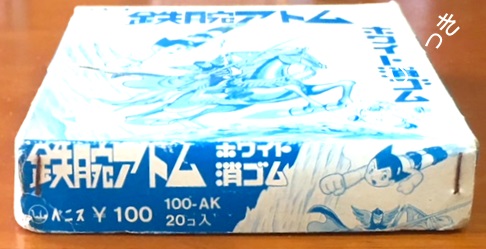 鉄腕アトム
ホワイト消ゴム
つき
鉄腕アトム
ホワイト
消ゴム
ベニス ¥100
100-AK
20コ入